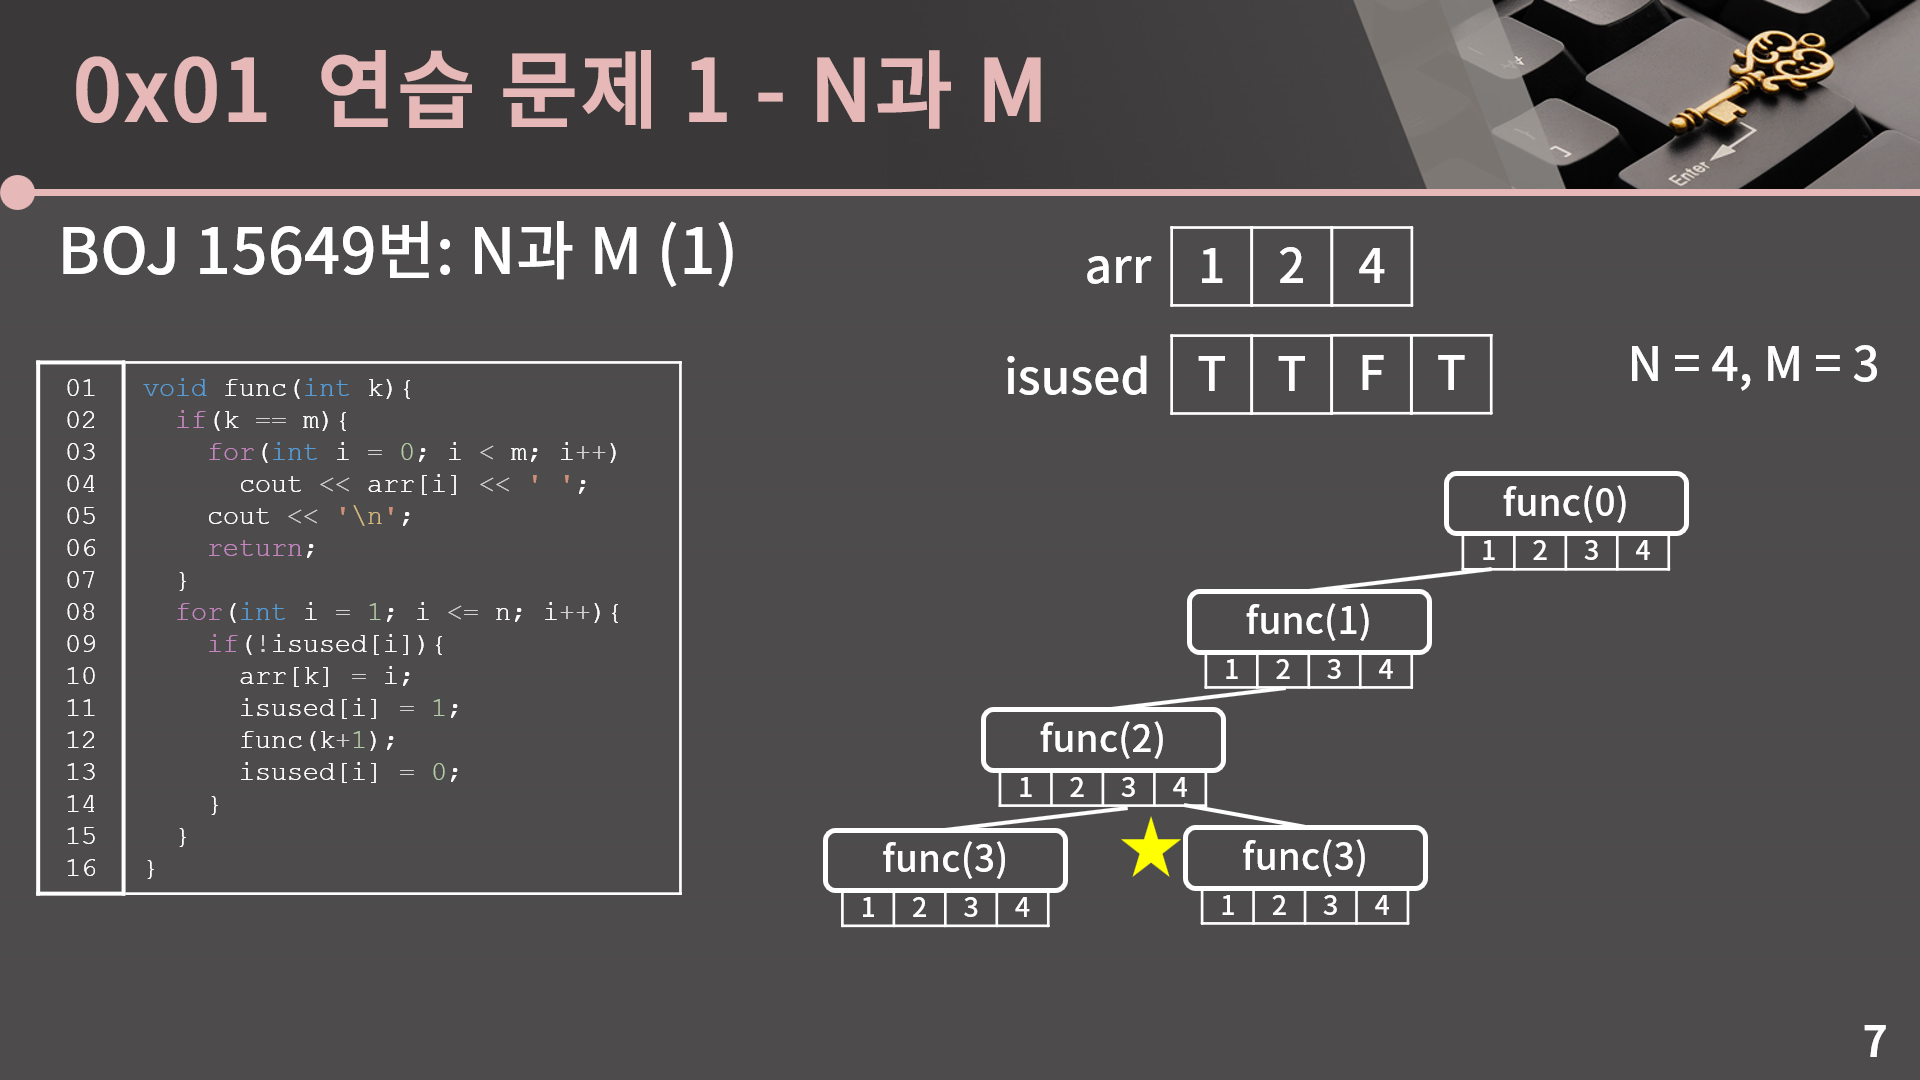 0x01 연습 문제 1 - N과 M
Enter
BOJ 15649번: N과 M (1)
arr 1 2 4
isused T T F T
N = 4, M = 3
01 void func(int k){
02   if(k == m){
03     for(int i = 0; i < m; i++)
04       cout << arr[i] << ' ';
05     cout << '\n';
06     return;
07   }
08   for(int i = 1; i <= n; i++){
09     if(!isused[i]){
10       arr[k] = i;
11       isused[i] = 1;
12       func(k+1);
13       isused[i] = 0;
14     }
15   }
16 }
func(0)
1 2 3 4
func(1)
1 2 3 4
func(2)
1 2 3 4
func(3)
1 2 3 4
func(3)
1 2 3 4
7